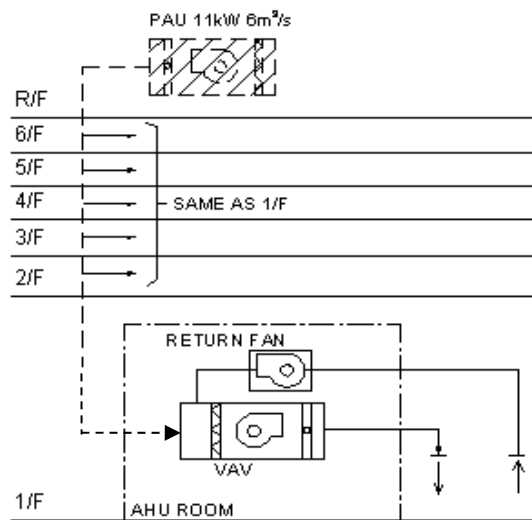 PAU 11kW 6m³/s
R/F
6/F
5/F
4/F
SAME AS 1/F
3/F
2/F
RETURN FAN
VAV
1/F
AHU ROOM